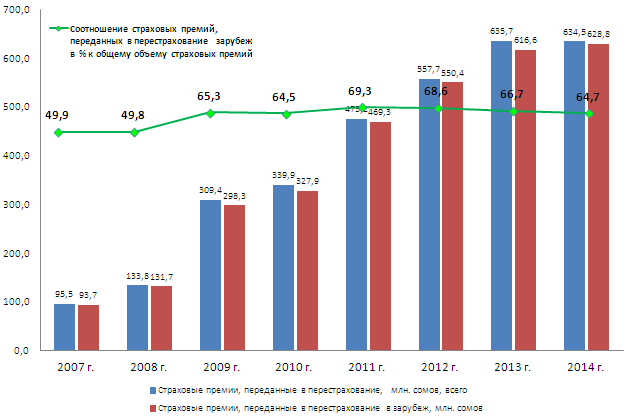 700,0
600,0
500,0
400,0
300,0
200,0
100,0
0,0
Соотношение страховых премий,
переданных в перестрахование зарубеж
в % к общему объему страховых премий
49,9
49,8
65,3
64,5
69,3
68,6
66,7
64,7
95,5
93,7
133,8
131,7
309,4
298,3
339,9
327,9
469,3
557,7
550,4
635,7
616,6
634,5
628,8
2007 г.
2008 г.
2009 г.
2010 г.
2011 г.
2012 г.
2013 г.
2014 г.
Страховые премии, переданные в перестрахование, млн. сомов, всего
Страховые премии, переданные в перестрахование в зарубеж, млн. сомов